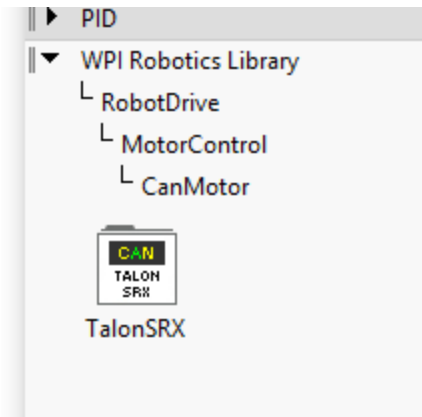 PID
WPI Robotics Library
RobotDrive
MotorControl
CanMotor
CAN
TALON
SRX
TalonSRX